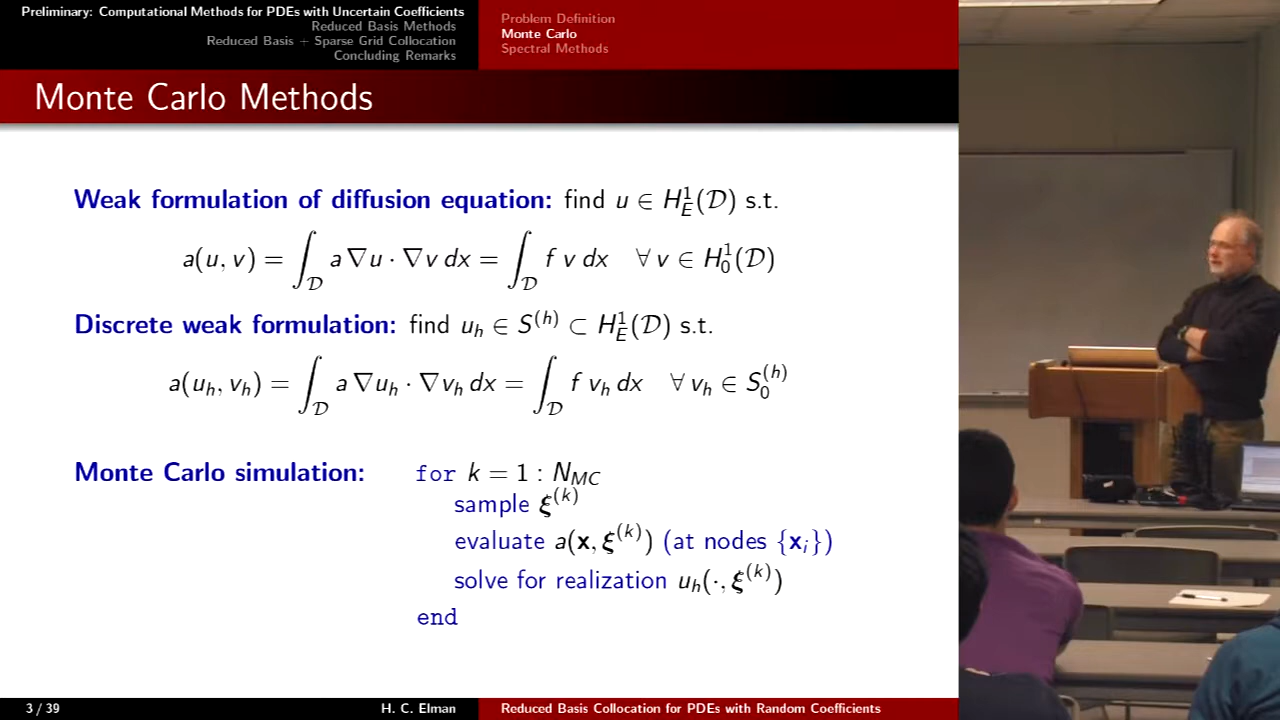 Preliminary: Computational Methods for PDEs with Uncertain Coefficients
Reduced Basis Methods
Reduced Basis + Sparse Grid Collocation
Concluding Remarks
Problem Definition
Monte Carlo
Spectral Methods
Monte Carlo Methods
Weak formulation of diffusion equation: find u ∈ H¹_E(𝒟) s.t.
a(u, v) = ∫_𝒟 a ∇u · ∇v dx = ∫_𝒟 f v dx ∀ v ∈ H¹_0(𝒟)
Discrete weak formulation: find u_h ∈ S^(h) ⊂ H¹_E(𝒟) s.t.
a(u_h, v_h) = ∫_𝒟 a ∇u_h · ∇v_h dx = ∫_𝒟 f v_h dx ∀ v_h ∈ S_0^(h)
Monte Carlo simulation: for k = 1 : N_MC
sample ξ^(k)
evaluate a(x, ξ^(k)) (at nodes {x_i})
solve for realization u_h(·, ξ^(k))
end
3 / 39
H. C. Elman
Reduced Basis Collocation for PDEs with Random Coefficients